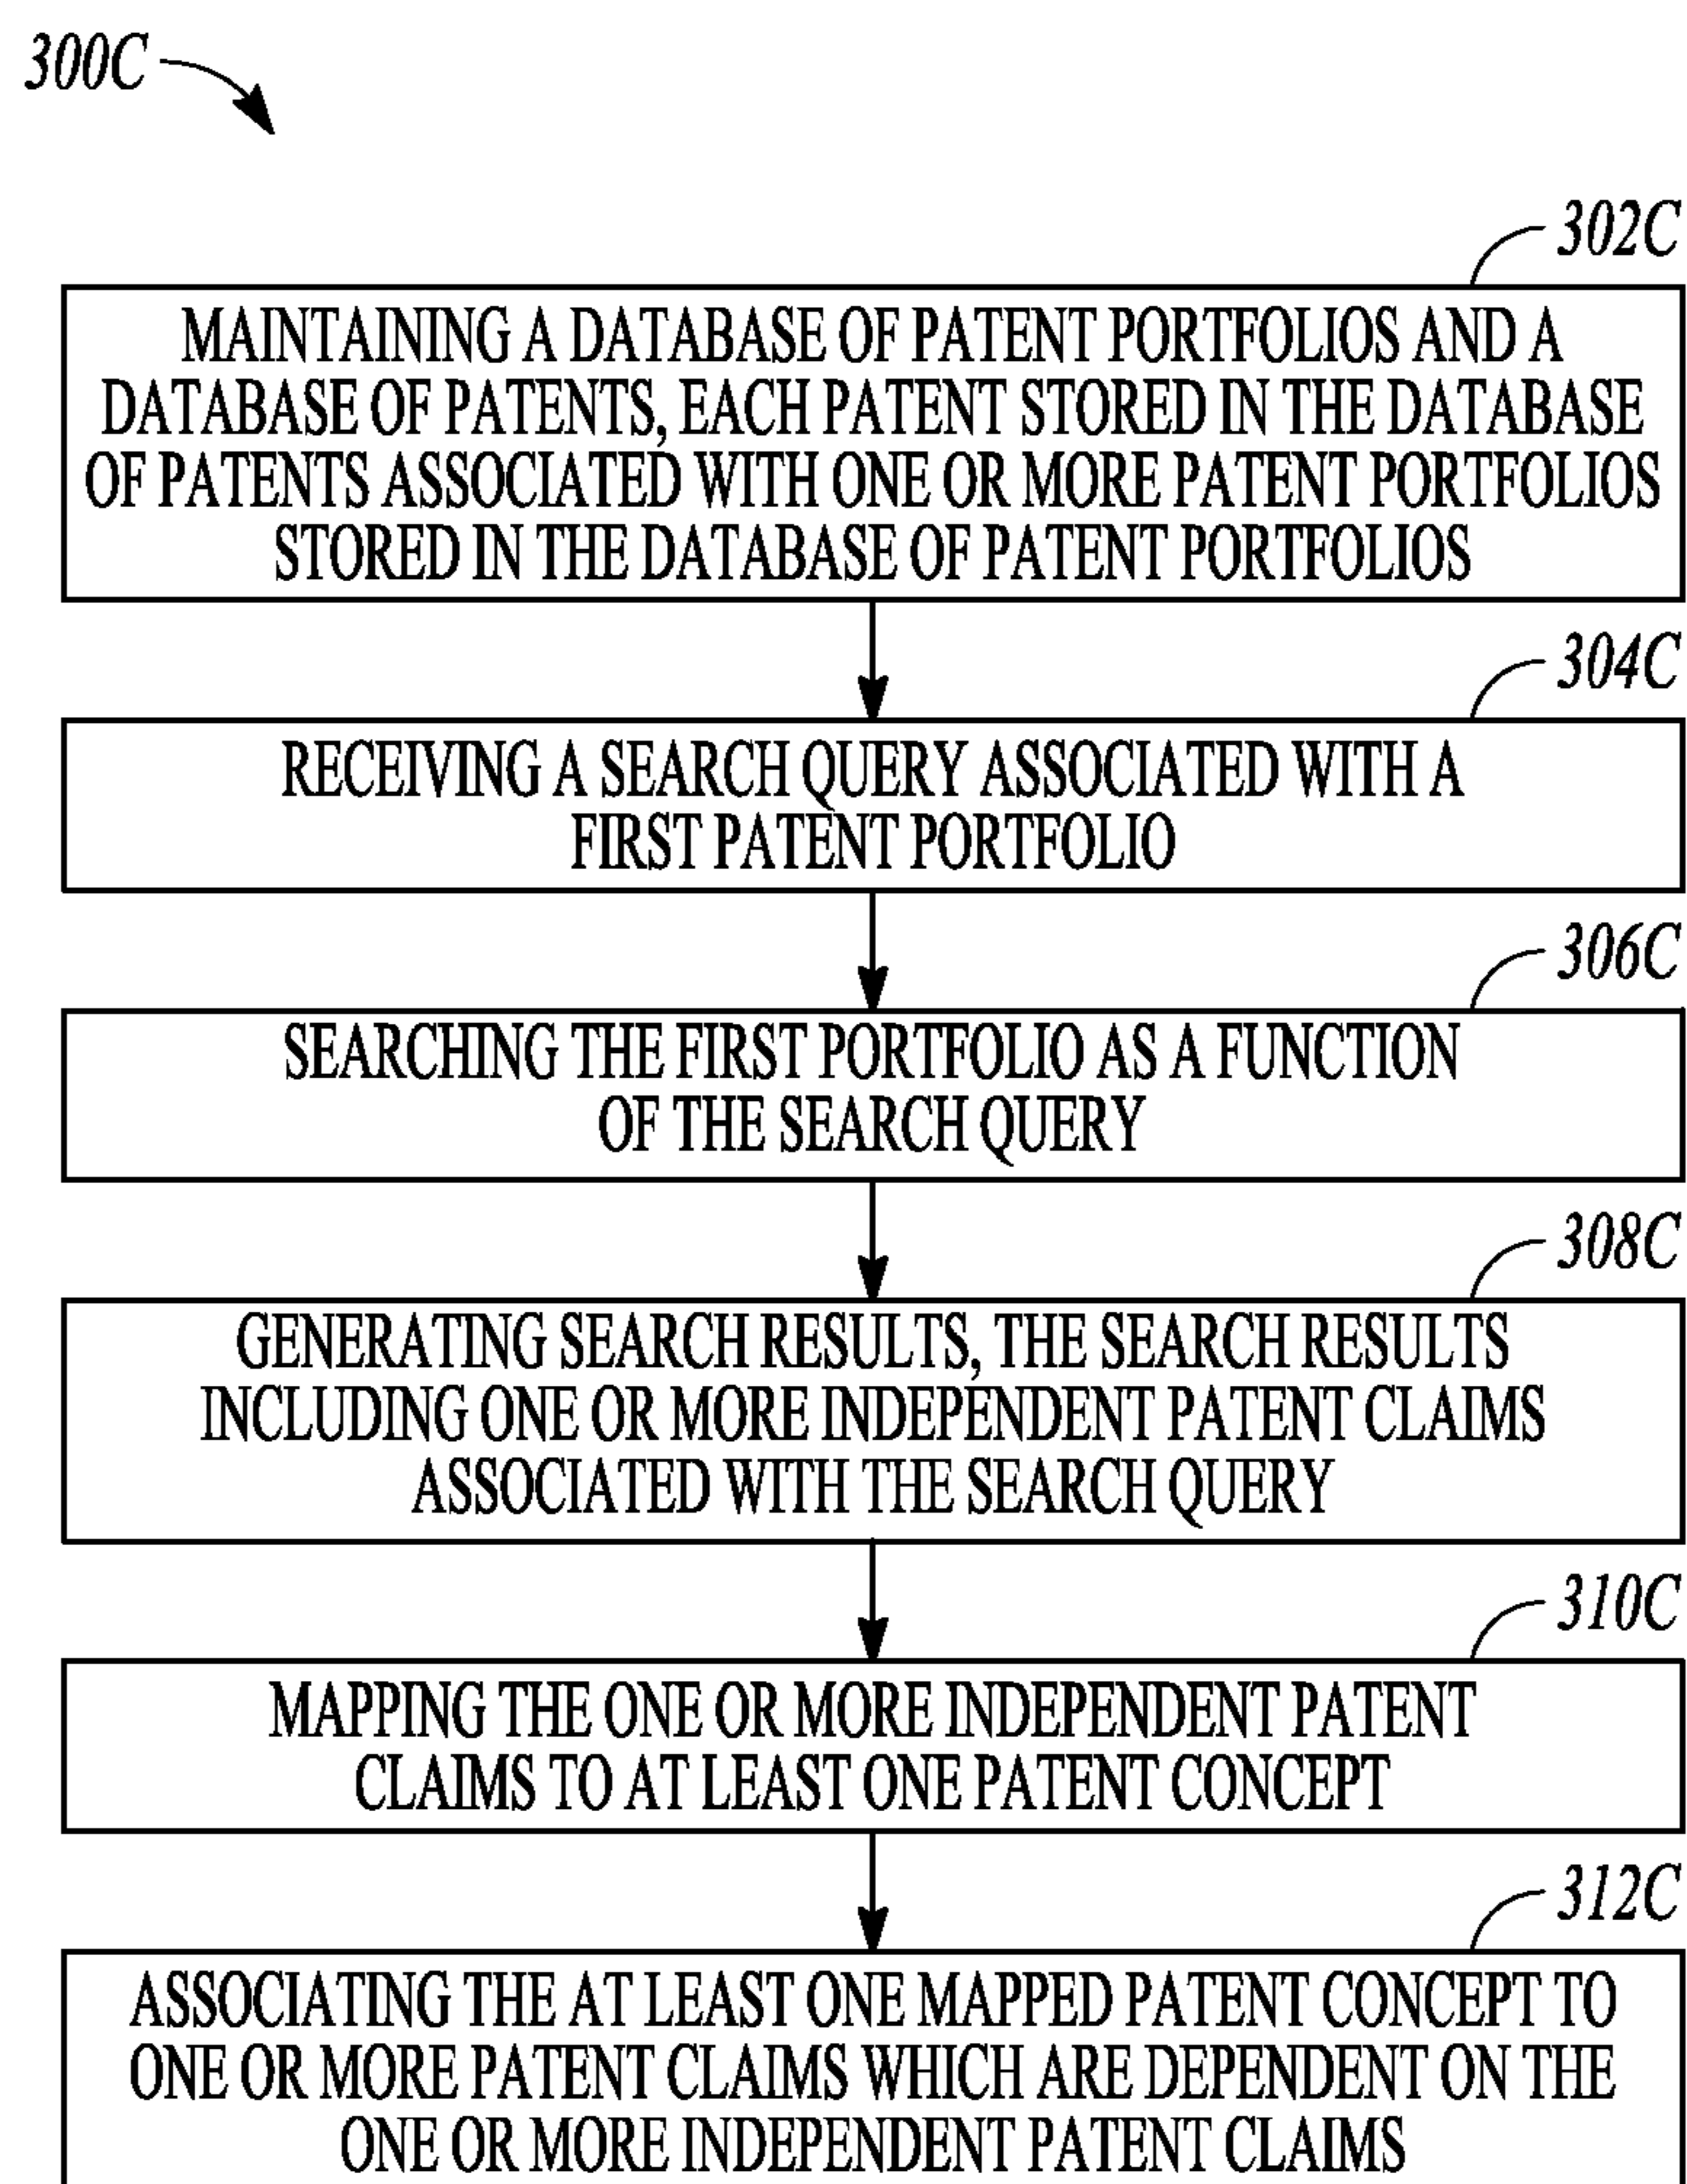 300C
302C
MAINTAINING A DATABASE OF PATENT PORTFOLIOS AND A
DATABASE OF PATENTS, EACH PATENT STORED IN THE DATABASE
OF PATENTS ASSOCIATED WITH ONE OR MORE PATENT PORTFOLIOS
STORED IN THE DATABASE OF PATENT PORTFOLIOS
304C
RECEIVING A SEARCH QUERY ASSOCIATED WITH A
FIRST PATENT PORTFOLIO
306C
SEARCHING THE FIRST PORTFOLIO AS A FUNCTION
OF THE SEARCH QUERY
308C
GENERATING SEARCH RESULTS, THE SEARCH RESULTS
INCLUDING ONE OR MORE INDEPENDENT PATENT CLAIMS
ASSOCIATED WITH THE SEARCH QUERY
310C
MAPPING THE ONE OR MORE INDEPENDENT PATENT
CLAIMS TO AT LEAST ONE PATENT CONCEPT
312C
ASSOCIATING THE AT LEAST ONE MAPPED PATENT CONCEPT TO
ONE OR MORE PATENT CLAIMS WHICH ARE DEPENDENT ON THE
ONE OR MORE INDEPENDENT PATENT CLAIMS